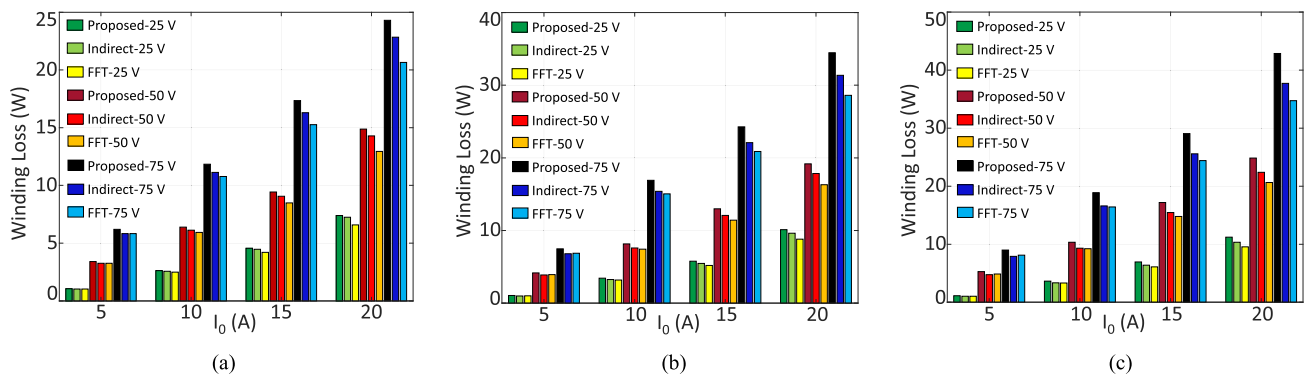 Winding Loss (W)
25
20
15
10
5
0
Proposed-25 V
Indirect-25 V
FFT-25 V
Proposed-50 V
Indirect-50 V
FFT-50 V
Proposed-75 V
Indirect-75 V
FFT-75 V
5 10 15 20
I0 (A)
(a)
Winding Loss (W)
40
30
20
10
0
Proposed-25 V
Indirect-25 V
FFT-25 V
Proposed-50 V
Indirect-50 V
FFT-50 V
Proposed-75 V
Indirect-75 V
FFT-75 V
5 10 15 20
I0 (A)
(b)
Winding Loss (W)
50
40
30
20
10
0
Proposed-25 V
Indirect-25 V
FFT-25 V
Proposed-50 V
Indirect-50 V
FFT-50 V
Proposed-75 V
Indirect-75 V
FFT-75 V
5 10 15 20
I0 (A)
(c)